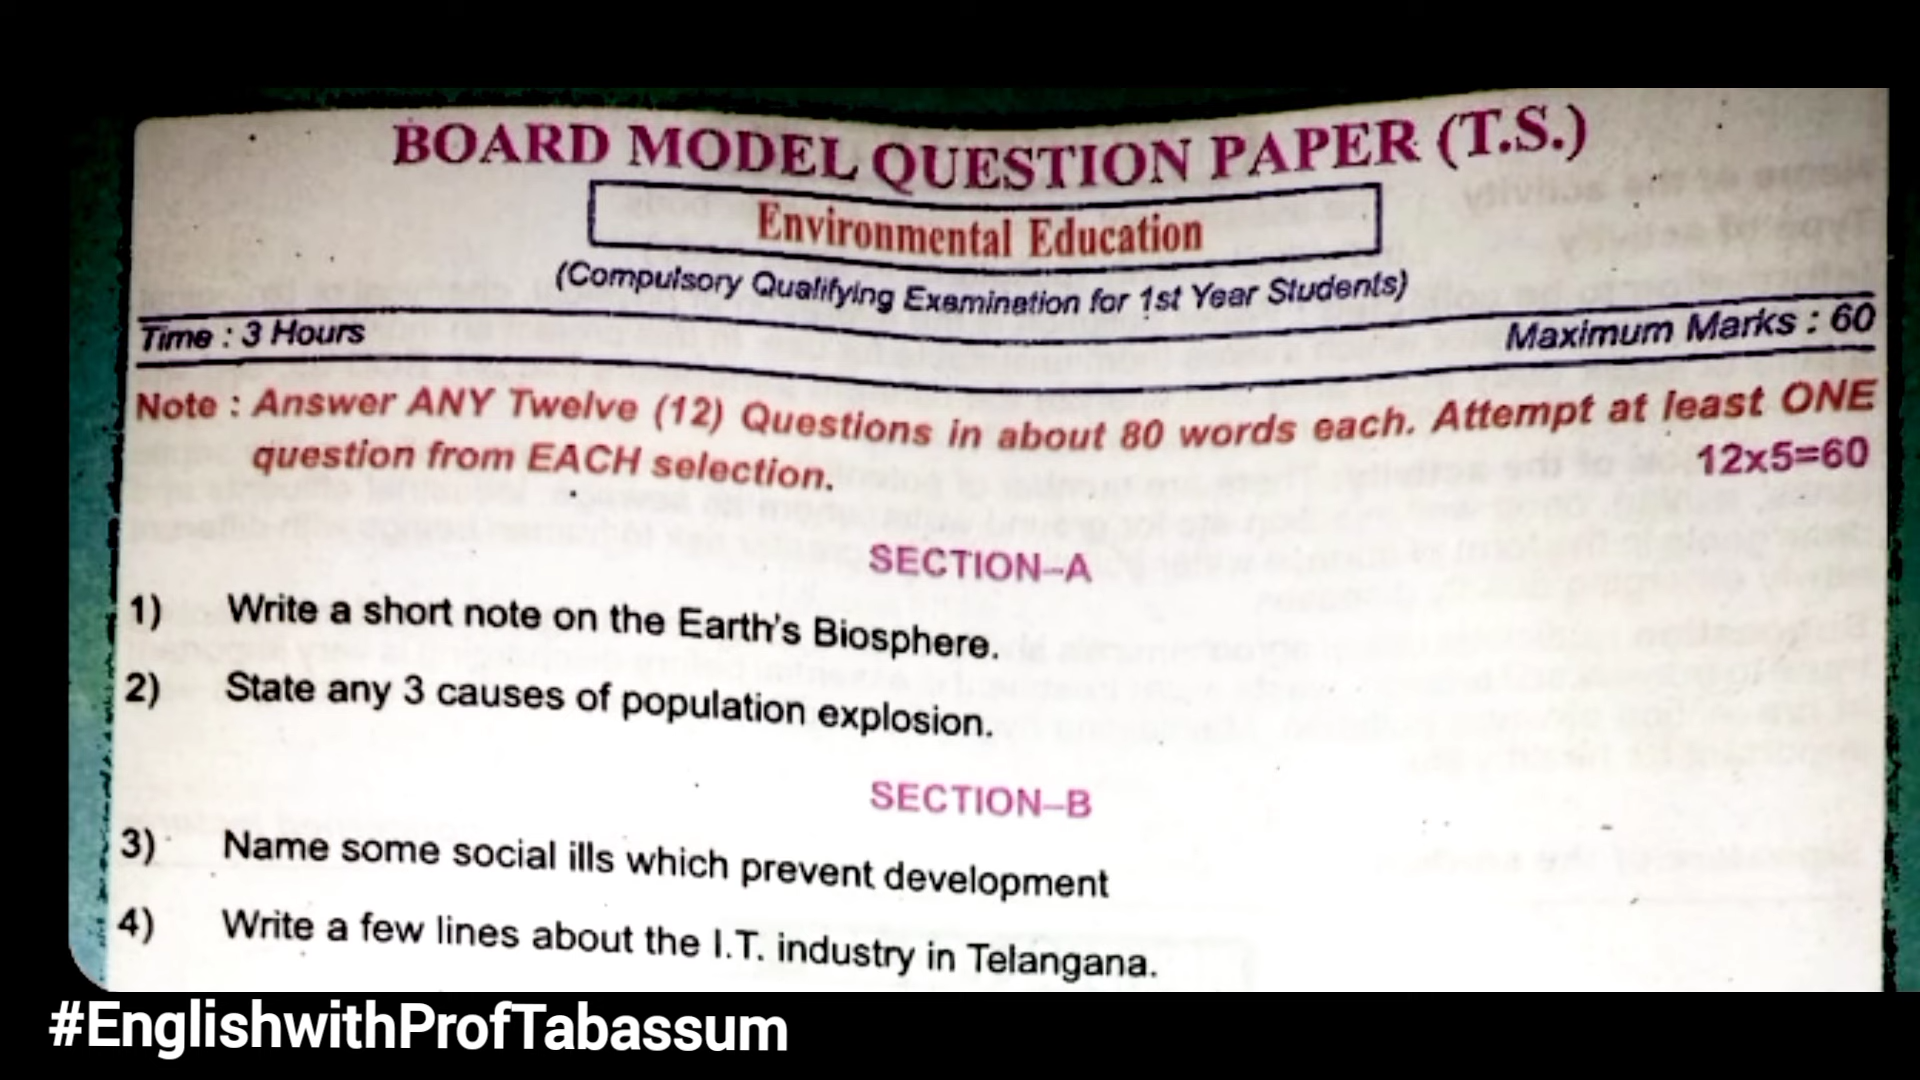 BOARD MODEL QUESTION PAPER (T.S.)
Environmental Education
(Compulsory Qualifying Examination for 1st Year Students)
Time : 3 Hours Maximum Marks : 60
Note : Answer ANY Twelve (12) Questions in about 80 words each. Attempt at least ONE
question from EACH selection. 12x5=60
SECTION–A
1) Write a short note on the Earth's Biosphere.
2) State any 3 causes of population explosion.
SECTION–B
3) Name some social ills which prevent development
4) Write a few lines about the I.T. industry in Telangana.
#EnglishwithProfTabassum